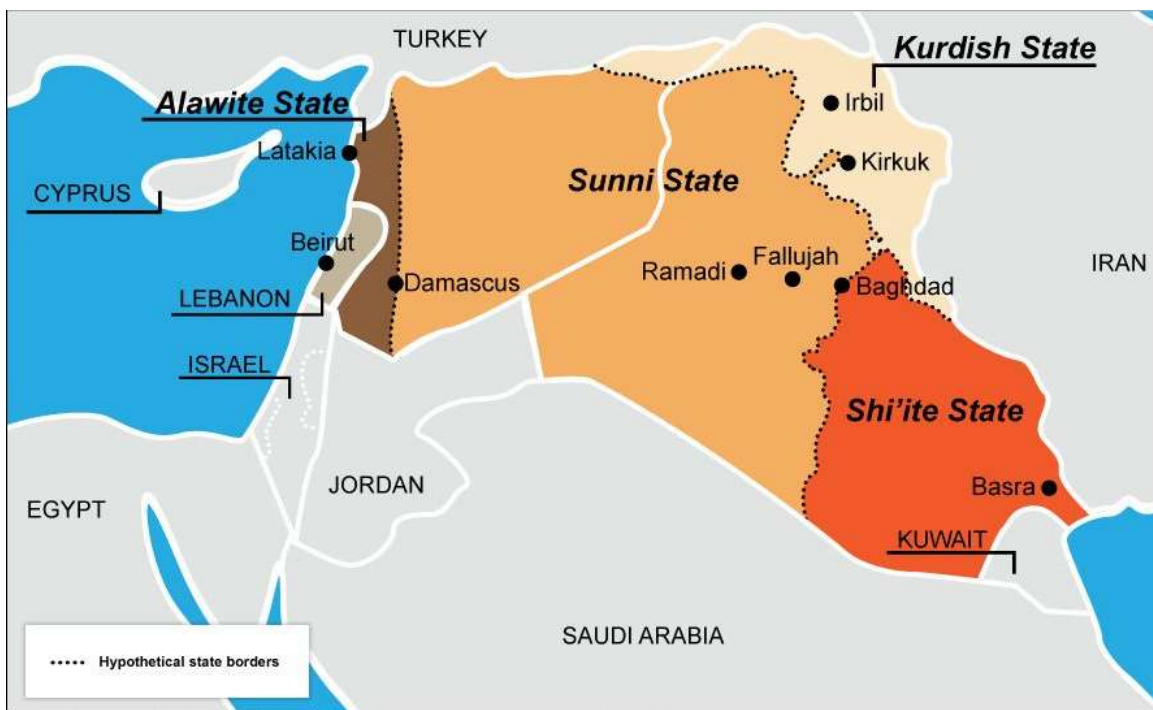 TURKEY
Kurdish State
Alawite State
Irbil
Latakia
Kirkuk
CYPRUS
Sunni State
Beirut
Fallujah
Ramadi
IRAN
Damascus
Baghdad
LEBANON
ISRAEL
Shi'ite State
JORDAN
Basra
EGYPT
KUWAIT
SAUDI ARABIA
Hypothetical state borders